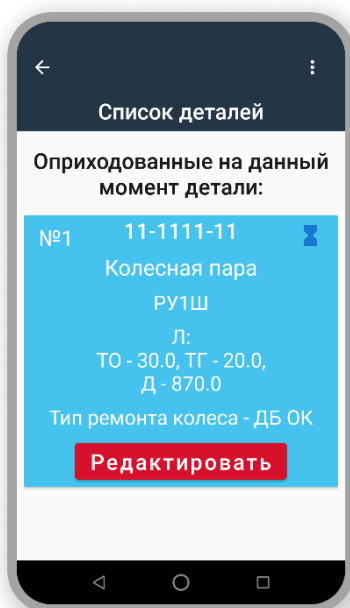 Список деталей
Оприходованные на данный
момент детали:
№1 11-1111-11
Колесная пара
РУ1Ш
Л:
ТО - 30.0, ТГ - 20.0,
Д - 870.0
Тип ремонта колеса - ДБ ОК
Редактировать